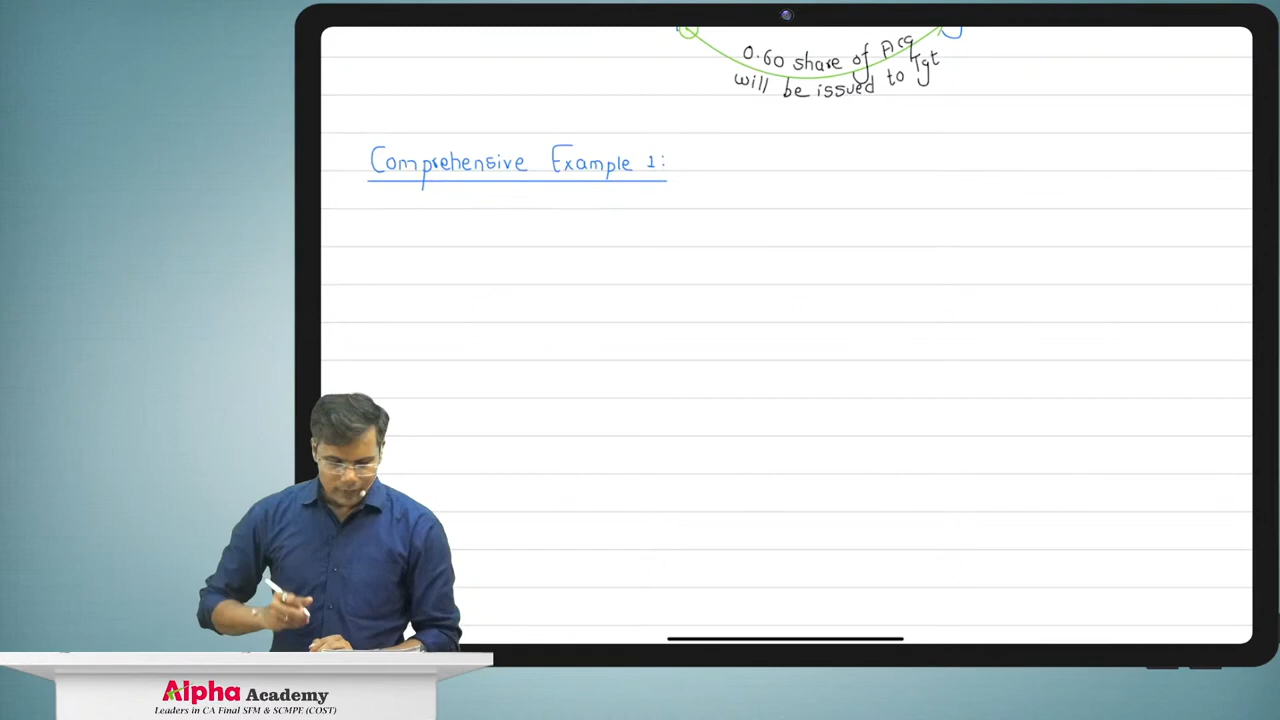 0.60 share of Acq
will be issued to Tgt
Comprehensive Example 1:
Alpha Academy
Leaders in CA Final SFM & SCMPE (COST)